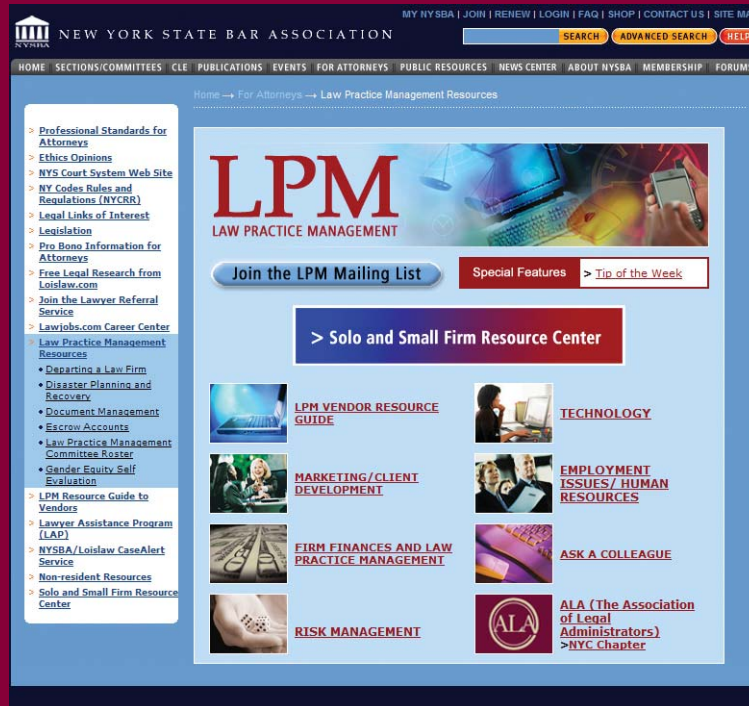 MY NYSBA | JOIN | RENEW | LOGIN | FAQ | SHOP | CONTACT US | SITE
NYSBA
NEW YORK STATE BAR ASSOCIATION
SEARCH ADVANCED SEARCH HELP
HOME SECTIONS/COMMITTEES CLE PUBLICATIONS EVENTS FOR ATTORNEYS PUBLIC RESOURCES NEWS CENTER ABOUT NYSBA MEMBERSHIP FORUMS
Home → For Attorneys → Law Practice Management Resources
> Professional Standards for
Attorneys
> Ethics Opinions
> NYS Court System Web Site
> NY Codes Rules and
Regulations (NYCRR)
> Legal Links of Interest
> Legislation
> Pro Bono Information for
Attorneys
> Free Legal Research from
Loislaw.com
> Join the Lawyer Referral
Service
> Lawjobs.com Career Center
> Law Practice Management
Resources
• Departing a Law Firm
• Disaster Planning and
Recovery
• Document Management
• Escrow Accounts
• Law Practice Management
Committee Roster
• Gender Equity Self
Evaluation
> LPM Resource Guide to
Vendors
> Lawyer Assistance Program
(LAP)
> NYSBA/Loislaw CaseAlert
Service
> Non-resident Resources
> Solo and Small Firm Resource
Center
LPM
LAW PRACTICE MANAGEMENT
Join the LPM Mailing List
Special Features > Tip of the Week
> Solo and Small Firm Resource Center
LPM VENDOR RESOURCE
GUIDE
TECHNOLOGY
MARKETING/CLIENT
DEVELOPMENT
EMPLOYMENT
ISSUES/ HUMAN
RESOURCES
FIRM FINANCES AND LAW
PRACTICE MANAGEMENT
ASK A COLLEAGUE
RISK MANAGEMENT
ALA
ALA (The Association
of Legal
Administrators)
>NYC Chapter